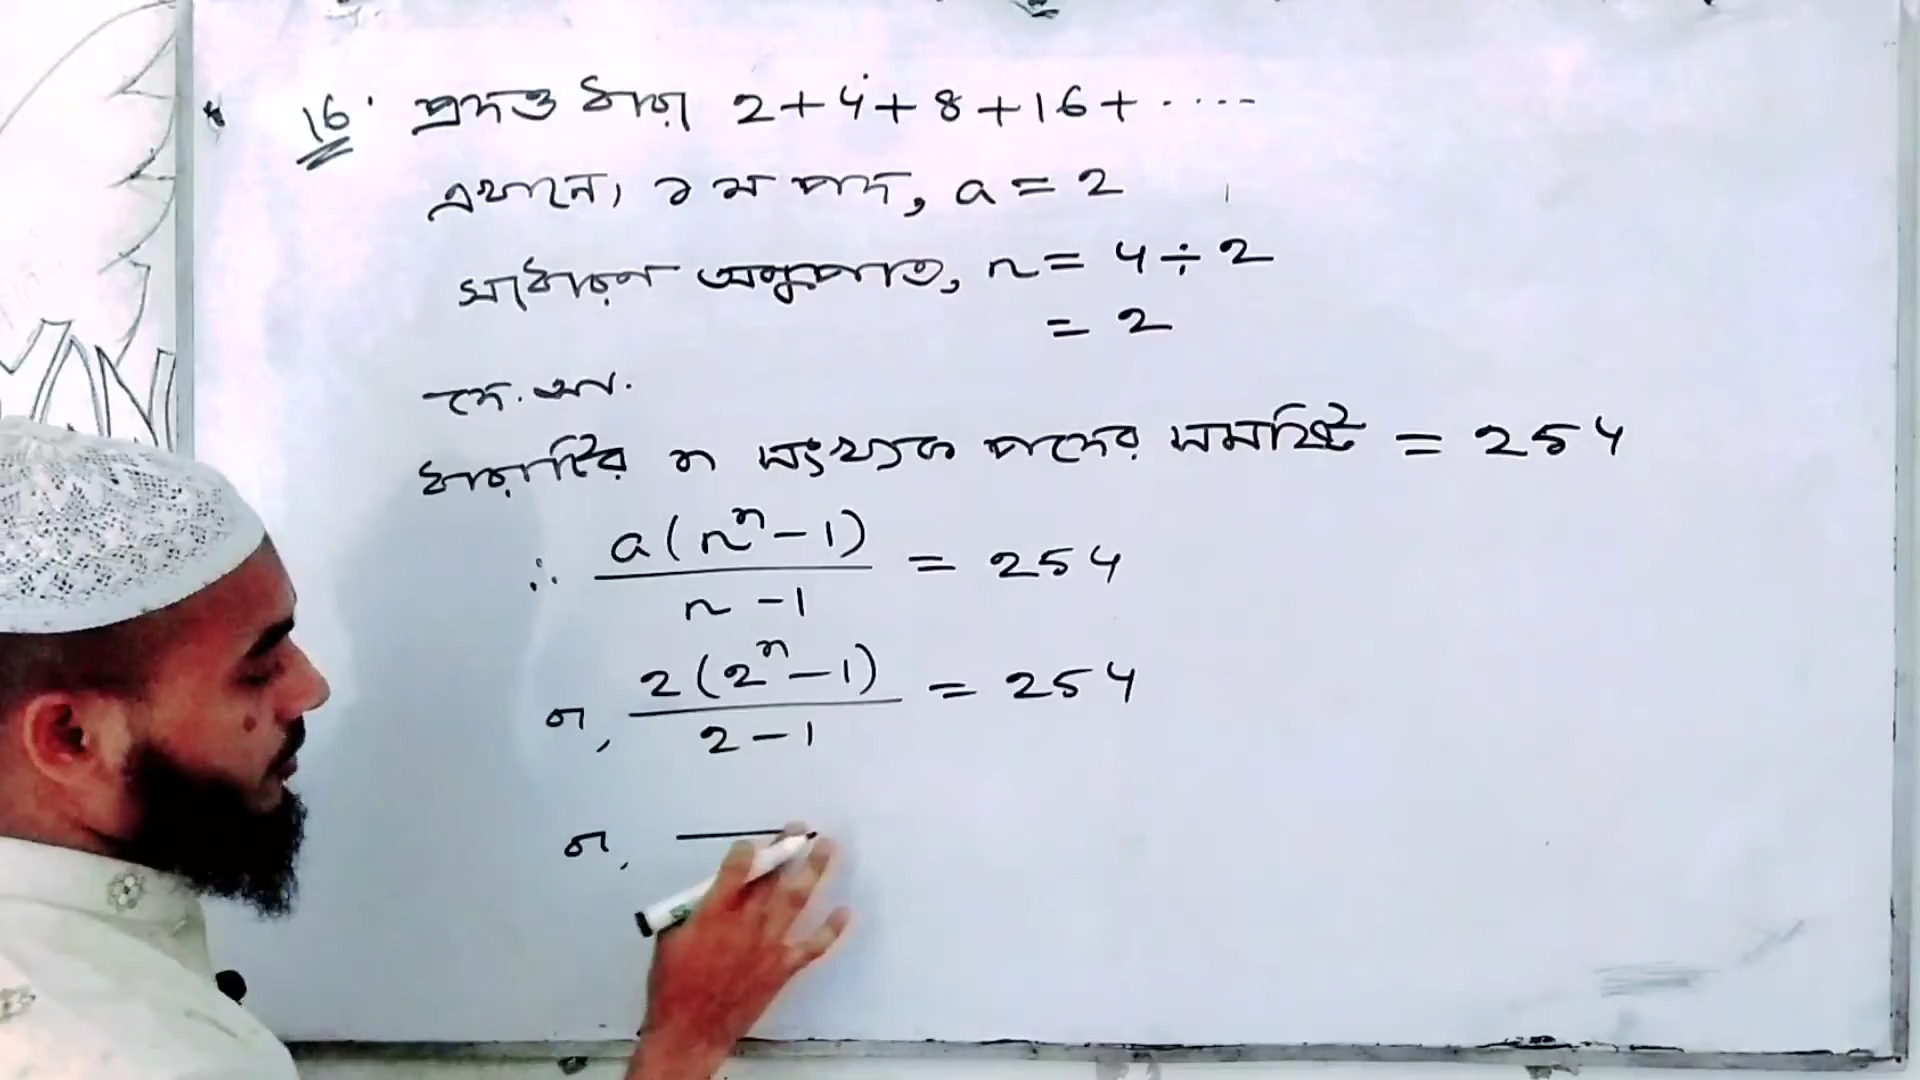 16. প্রদত্ত ধারা 2+4+8+16+.....
এখানে, ১ম পদ, a = 2
সাধারণ অনুপাত, r = 4÷2
= 2
দে. আ.
ধারাটির n সংখ্যক পদের সমষ্টি = 254
∴ a(rⁿ-1)/r-1 = 254
বা, 2(2ⁿ-1)/2-1 = 254
বা,